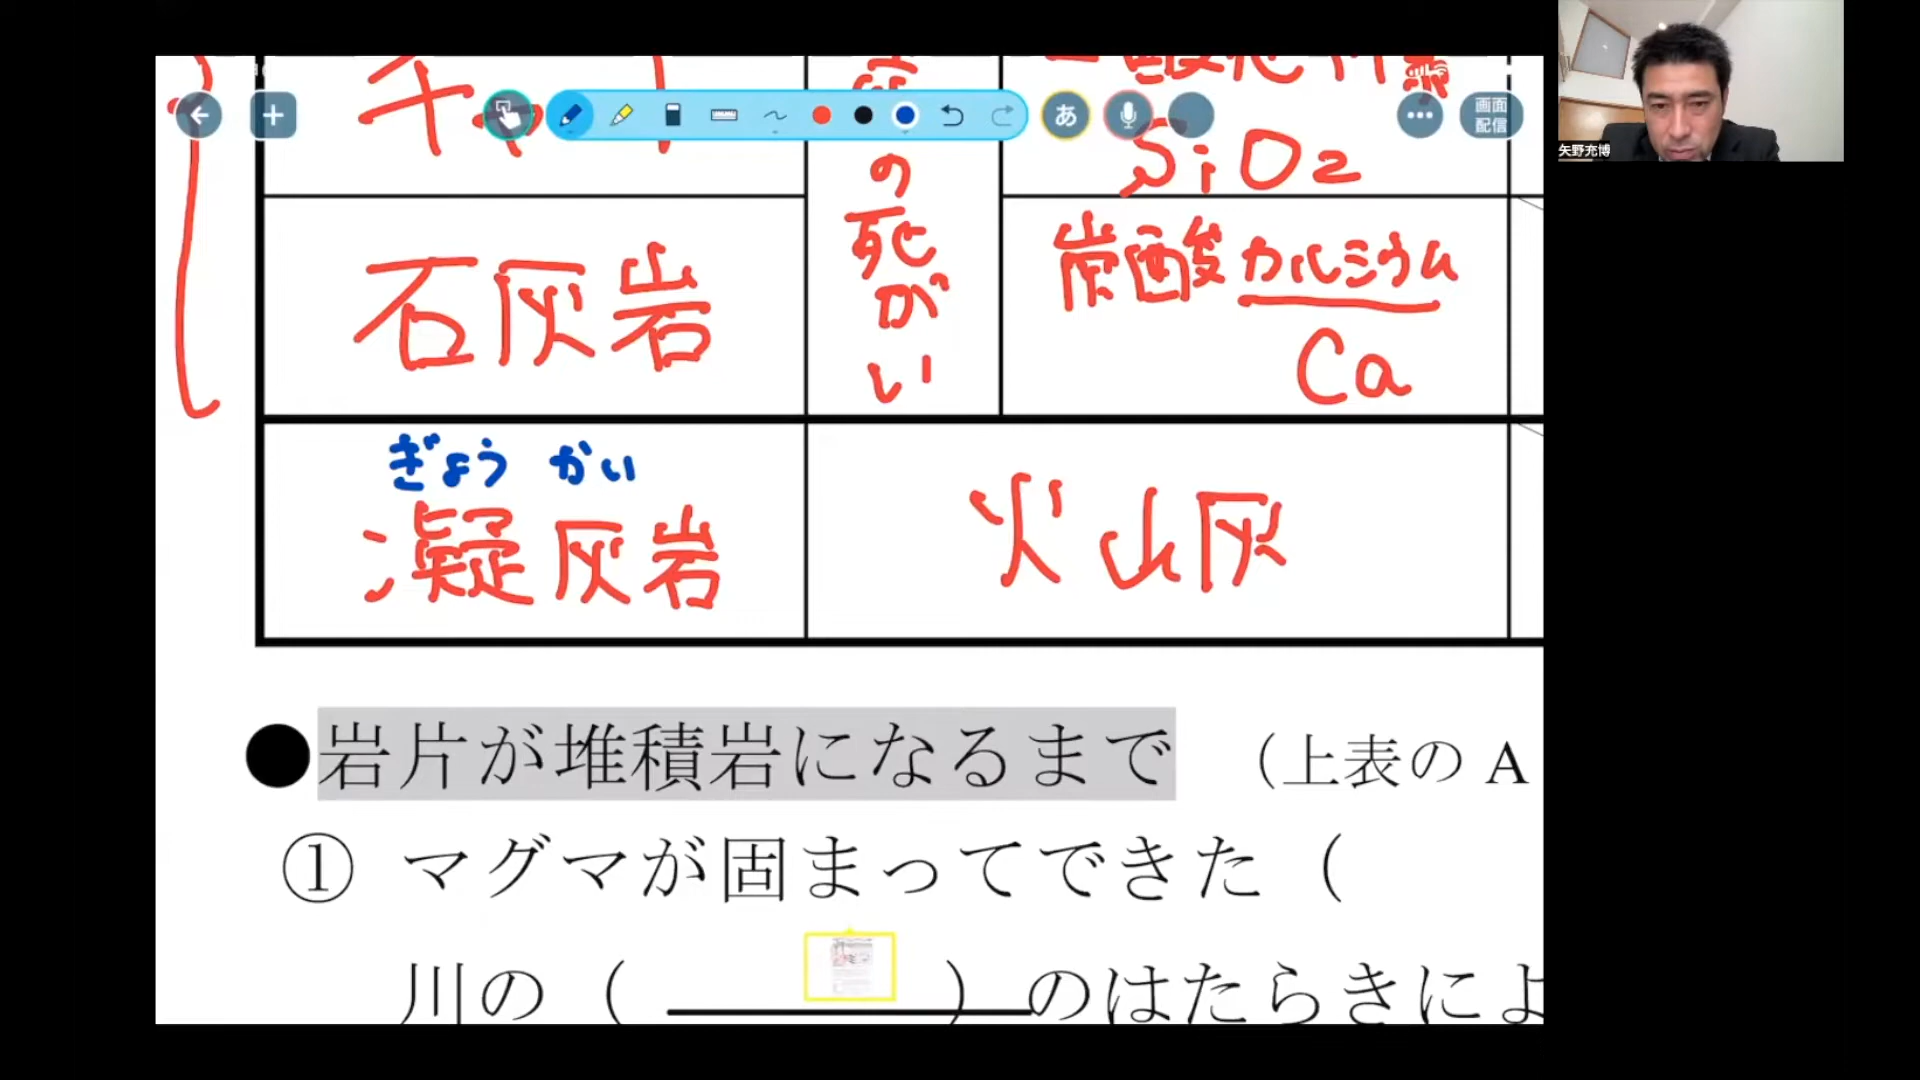 画面
配信
あ
矢野充博
チャート
SiO2
の死がい
石灰岩
炭酸カルシウム
Ca
ぎょう かい
凝灰岩
火山灰
●岩片が堆積岩になるまで （上表の A
① マグマが固まってできた（
川の（ ）のはたらきによ